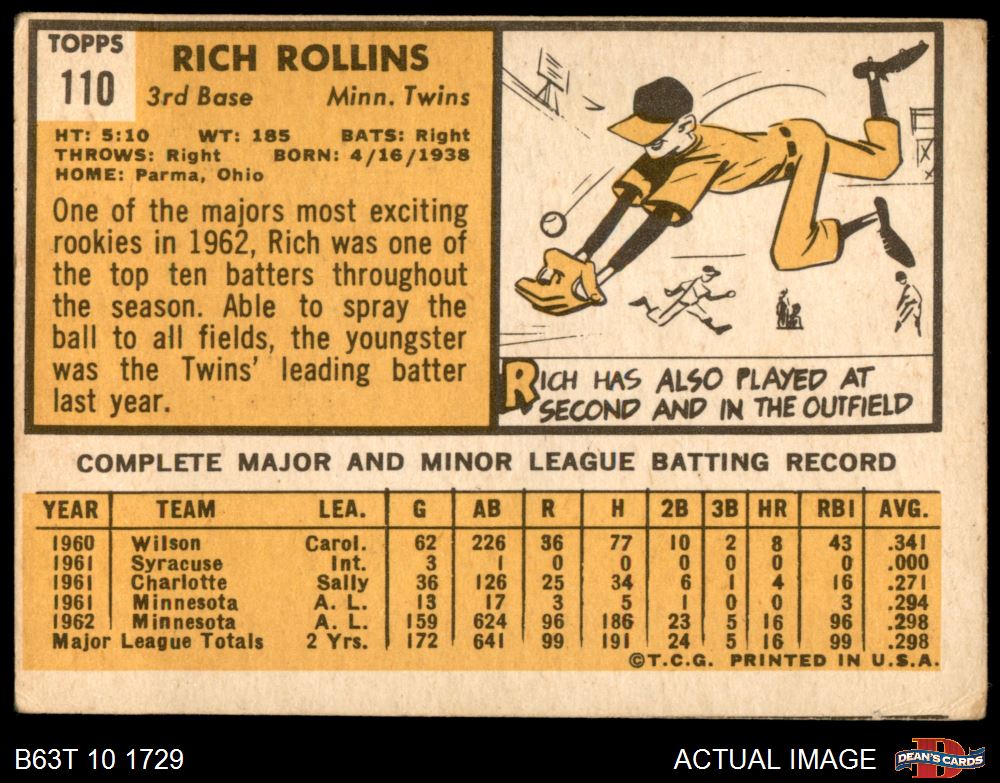 TOPPS
110
RICH ROLLINS
3rd Base Minn. Twins
HT: 5:10 WT: 185 BATS: Right
THROWS: Right BORN: 4/16/1938
HOME: Parma, Ohio
One of the majors most exciting
rookies in 1962, Rich was one of
the top ten batters throughout
the season. Able to spray the
ball to all fields, the youngster
was the Twins' leading batter
last year.
RICH HAS ALSO PLAYED AT
SECOND AND IN THE OUTFIELD
COMPLETE MAJOR AND MINOR LEAGUE BATTING RECORD
YEAR TEAM LEA. G AB R H 2B 3B HR RBI AVG.
1960 Wilson Carol. 62 226 36 77 10 2 8 43 .341
1961 Syracuse Int. 3 1 0 0 0 0 0 0 .000
1961 Charlotte Sally 36 126 25 34 6 1 4 16 .271
1961 Minnesota A. L. 13 17 3 5 1 0 0 3 .294
1962 Minnesota A. L. 159 624 96 186 23 5 16 96 .298
Major League Totals 2 Yrs. 172 641 99 191 24 5 16 99 .298
©T.C.G. PRINTED IN U.S.A.
B63T 10 1729
ACTUAL IMAGE
D
DEAN'S CARDS